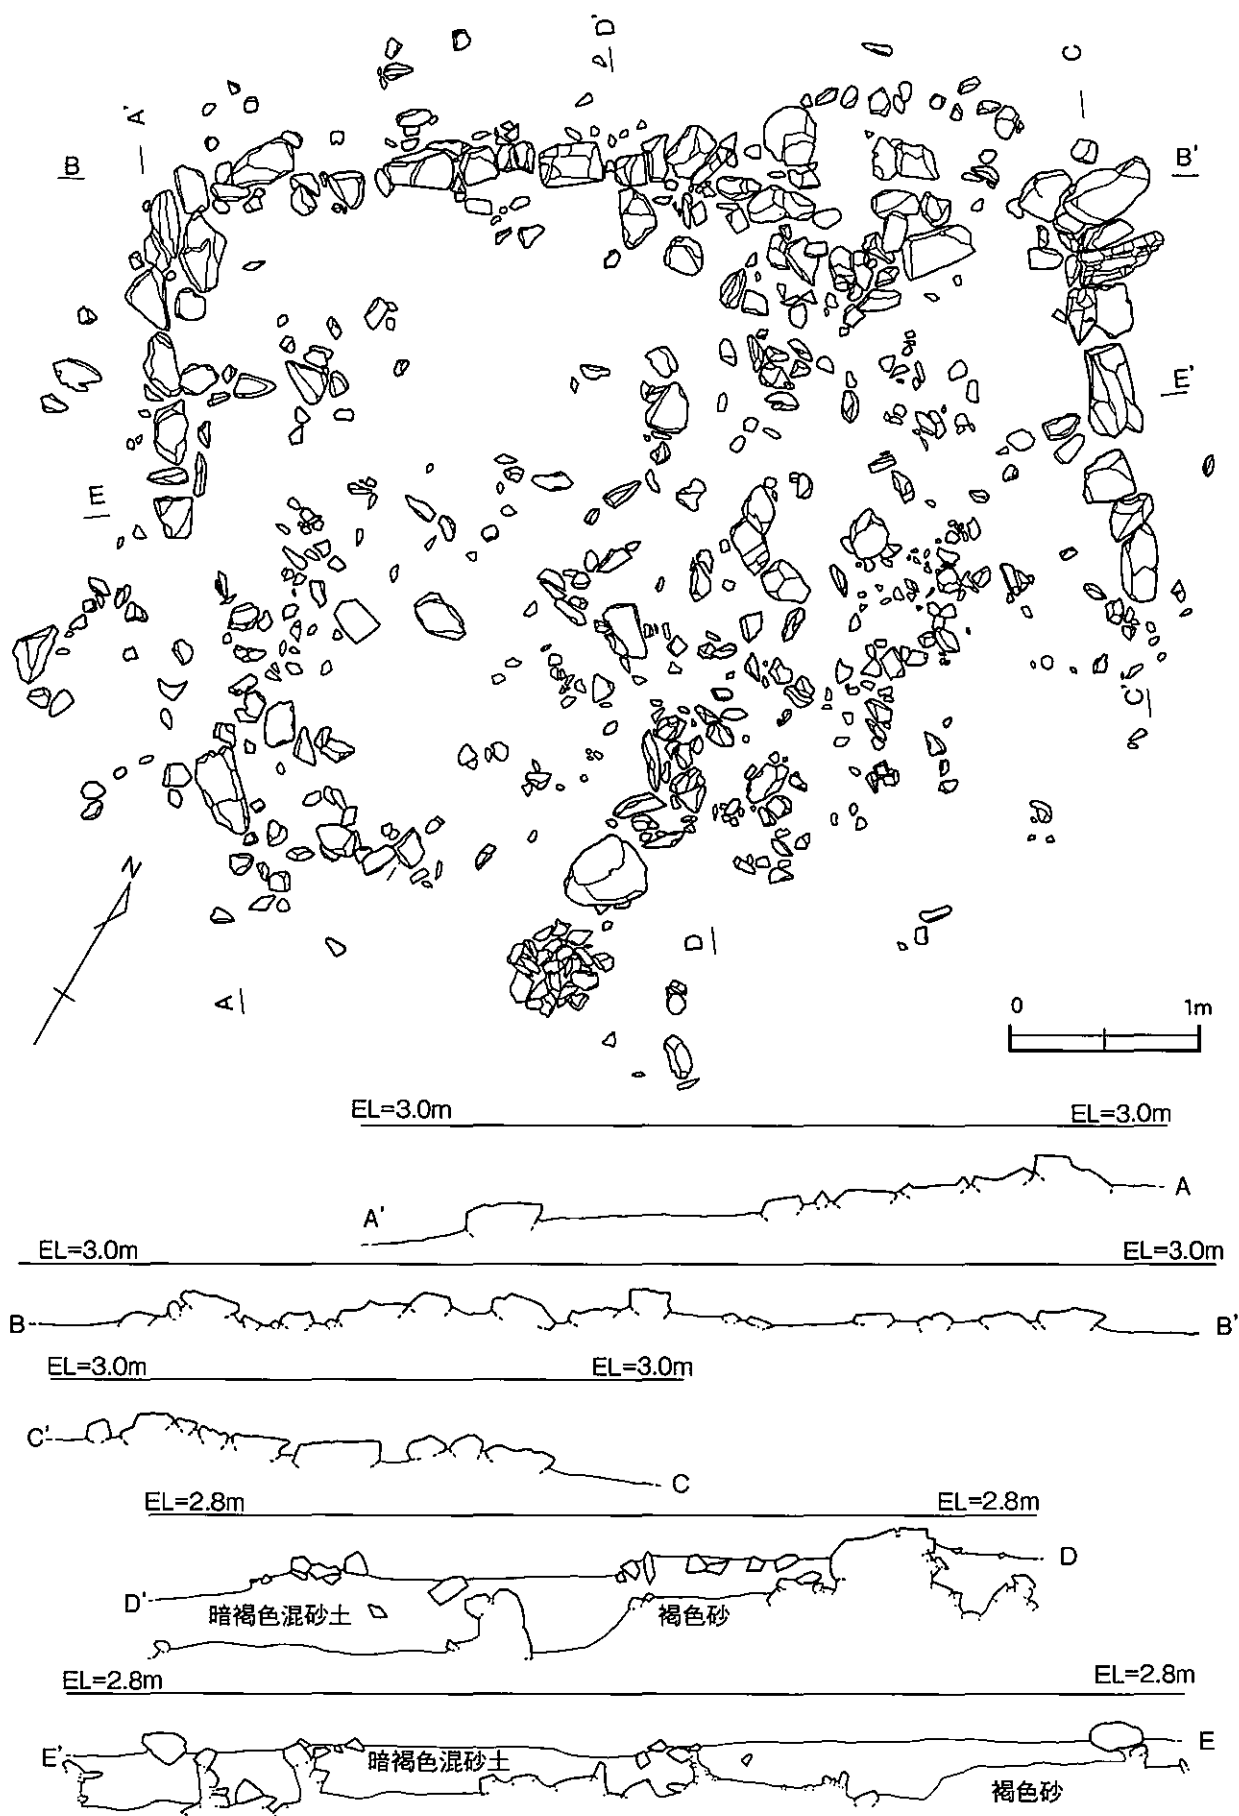 D'
C
A'
B
B'
E'
E
C'
N
D
A
0 1m
EL=3.0m EL=3.0m
A' A
EL=3.0m EL=3.0m
B B'
EL=3.0m EL=3.0m
C' C
EL=2.8m EL=2.8m
D' D
暗褐色混砂土 褐色砂
EL=2.8m EL=2.8m
E' E
暗褐色混砂土
褐色砂